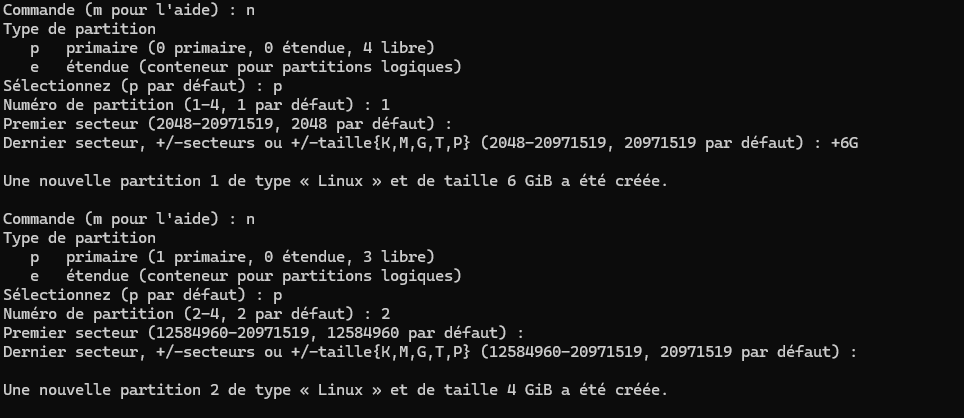 Commande (m pour l'aide) : n
Type de partition
   p   primaire (0 primaire, 0 étendue, 4 libre)
   e   étendue (conteneur pour partitions logiques)
Sélectionnez (p par défaut) : p
Numéro de partition (1-4, 1 par défaut) : 1
Premier secteur (2048-20971519, 2048 par défaut) :
Dernier secteur, +/-secteurs ou +/-taille{K,M,G,T,P} (2048-20971519, 20971519 par défaut) : +6G
Une nouvelle partition 1 de type « Linux » et de taille 6 GiB a été créée.
Commande (m pour l'aide) : n
Type de partition
   p   primaire (1 primaire, 0 étendue, 3 libre)
   e   étendue (conteneur pour partitions logiques)
Sélectionnez (p par défaut) : p
Numéro de partition (2-4, 2 par défaut) : 2
Premier secteur (12584960-20971519, 12584960 par défaut) :
Dernier secteur, +/-secteurs ou +/-taille{K,M,G,T,P} (12584960-20971519, 20971519 par défaut) :
Une nouvelle partition 2 de type « Linux » et de taille 4 GiB a été créée.